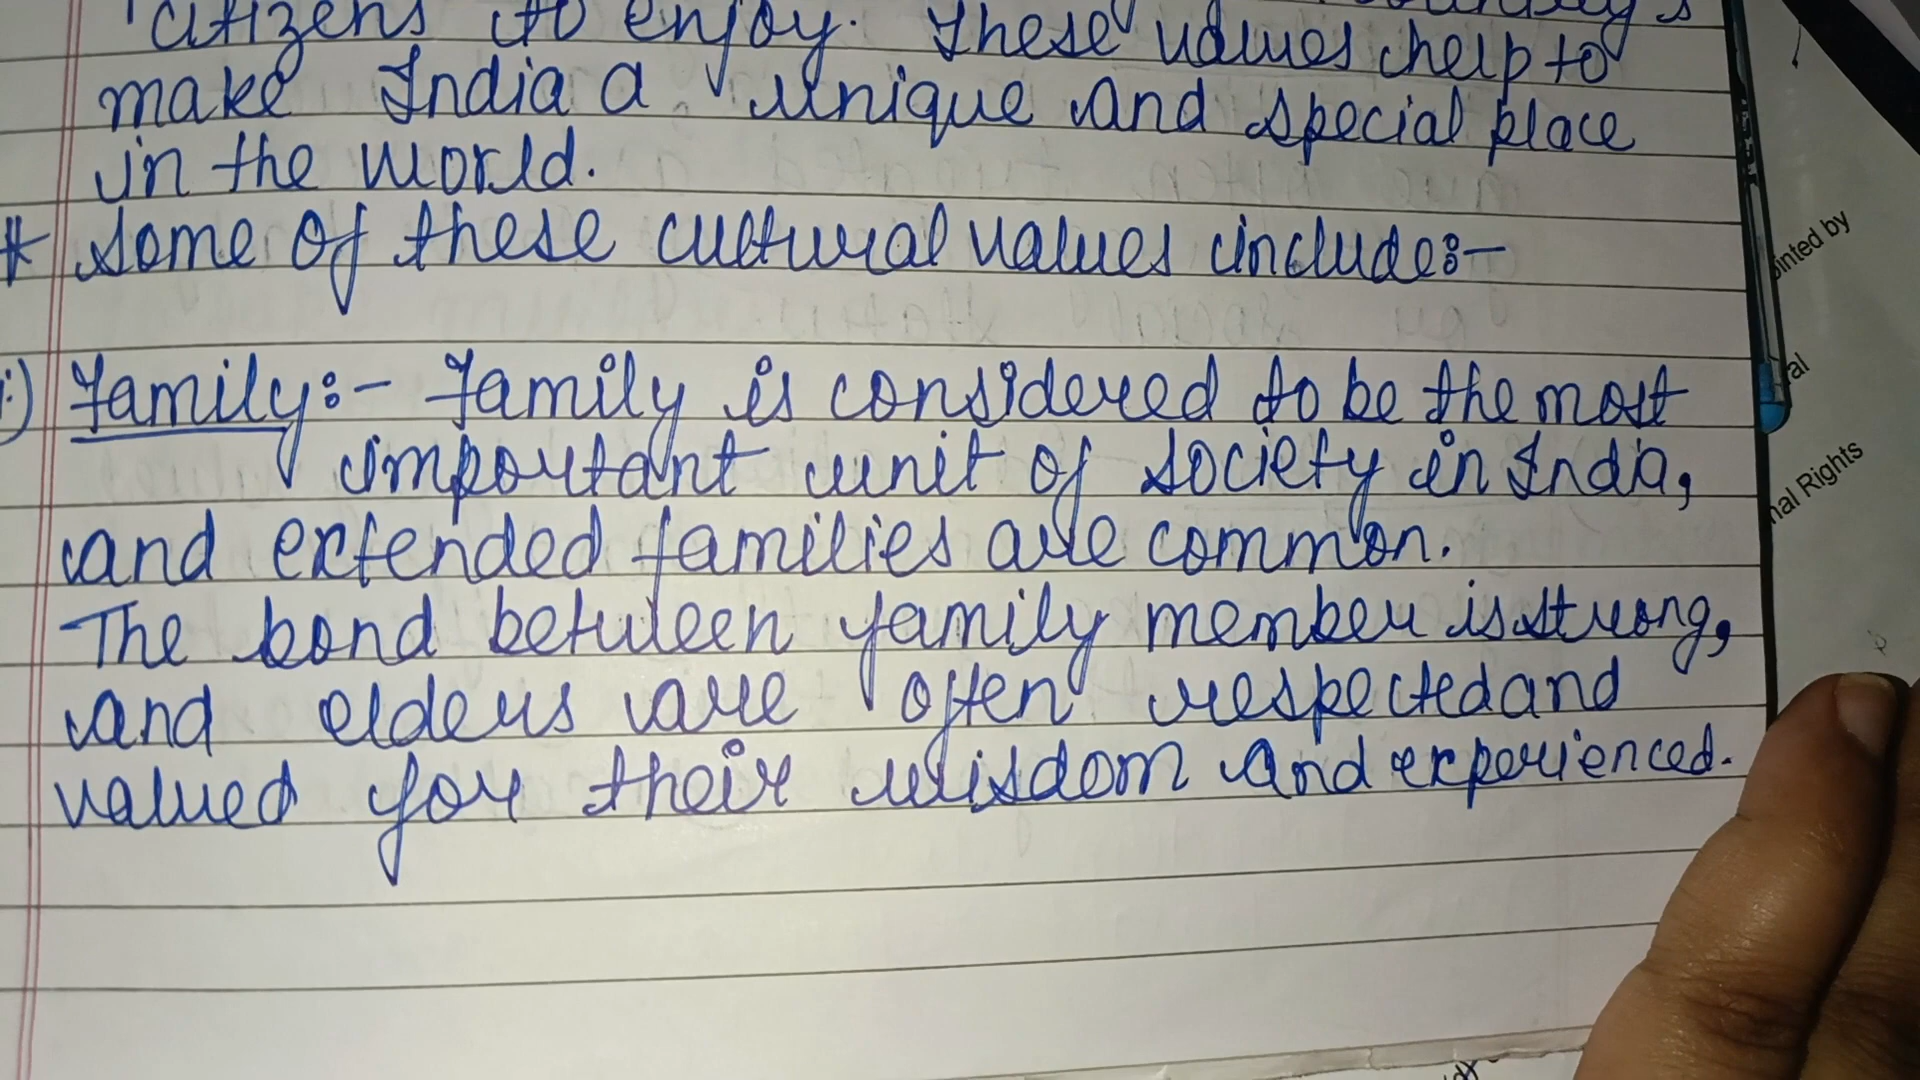 citizens to enjoy. These values help to
make India a unique and special place
in the world.
* Some of these cultural values include:-
i) Family:- Family is considered to be the most
important unit of society in India,
and extended families are common.
The bond between family member is strong,
and elders are often respected and
valued for their wisdom and experienced.
inted by
al
nal Rights